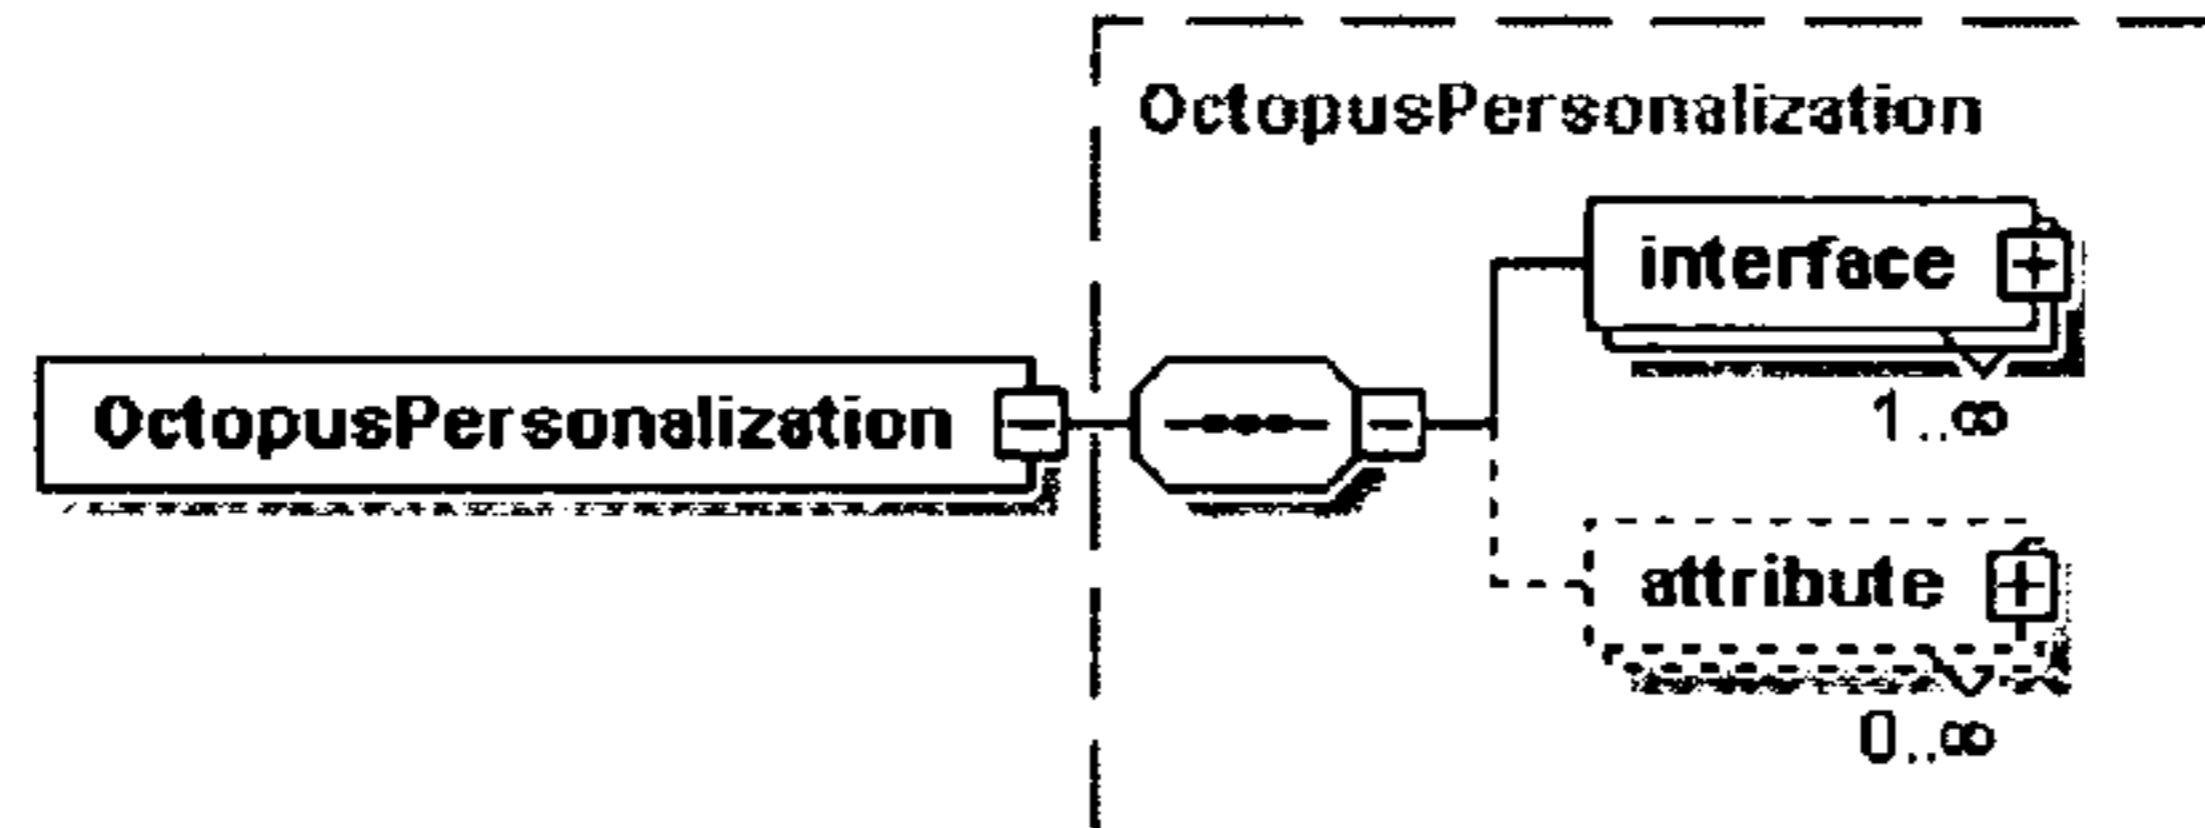 OctopusPersonalization
interface
1..∞
OctopusPersonalization
attribute
0..∞